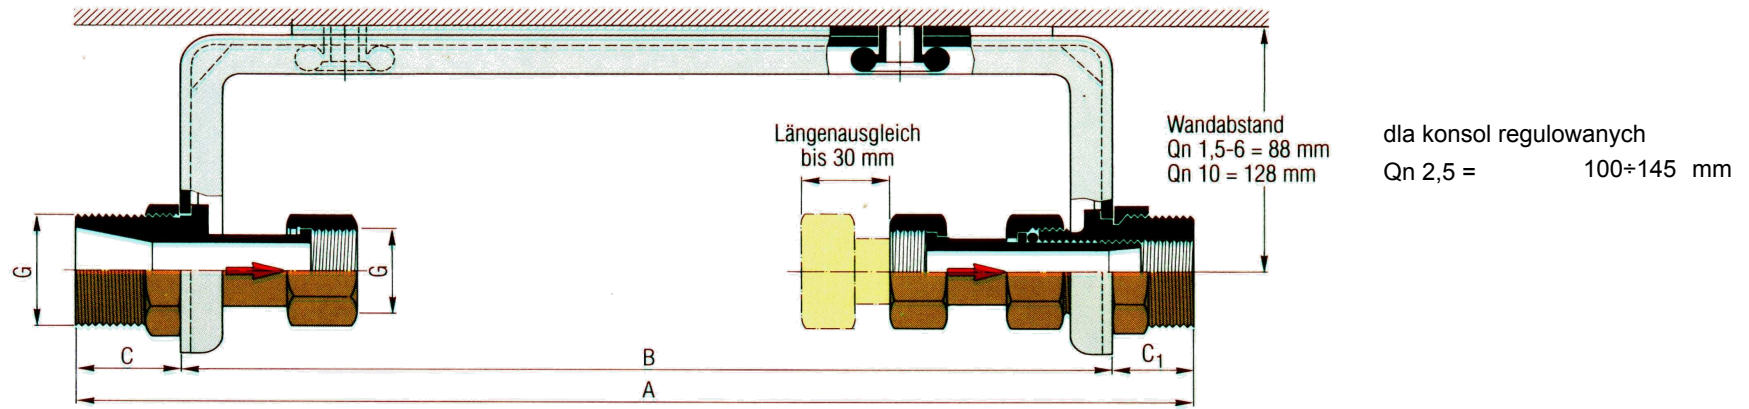 Längenausgleich
bis 30 mm
Wandabstand
Qn 1,5-6 = 88 mm
Qn 10 = 128 mm
dla konsol regulowanych
Qn 2,5 = 100÷145 mm
G
G
C
B
C1
A